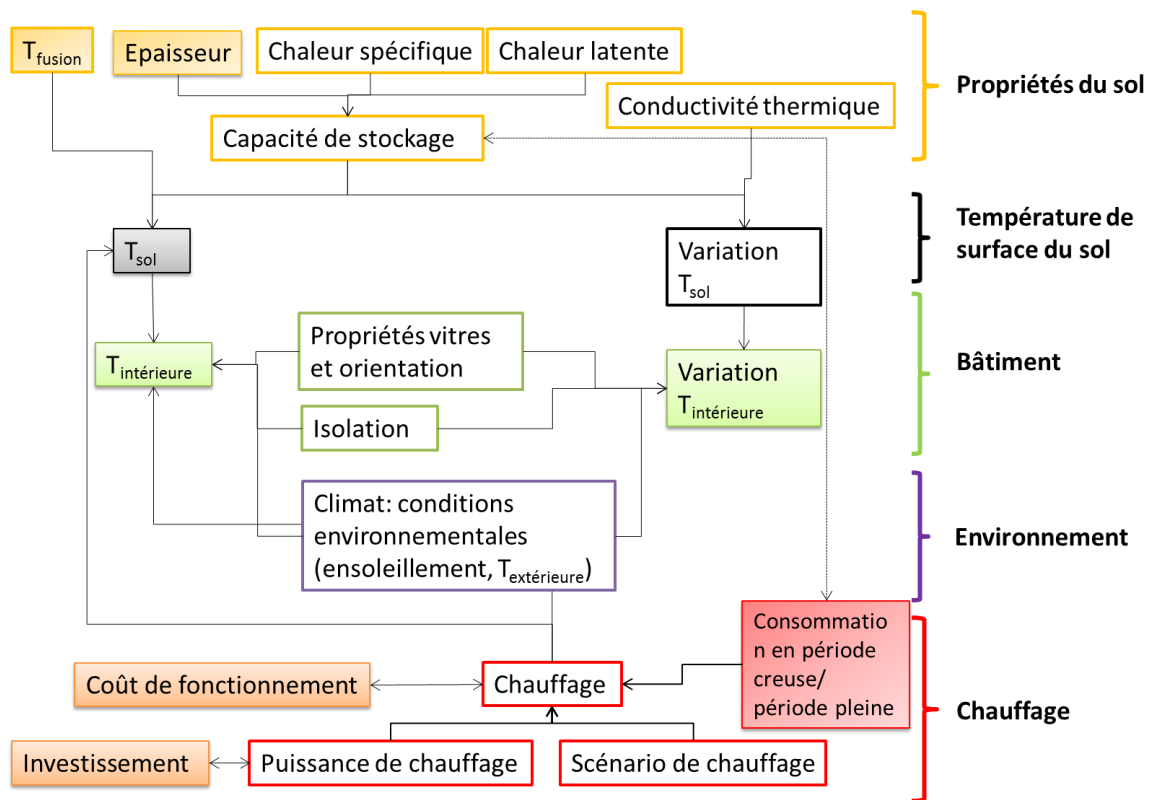 T fusion
Epaisseur
Chaleur spécifique
Chaleur latente
Propriétés du sol
Conductivité thermique
Capacité de stockage
Température de
surface du sol
T sol
Variation
T sol
Propriétés vitres
et orientation
T intérieure
Variation
T intérieure
Bâtiment
Isolation
Climat: conditions
environnementales
(ensoleillement, T extérieure)
Environnement
Consommatio
n en période
creuse/
période pleine
Coût de fonctionnement
Chauffage
Chauffage
Investissement
Puissance de chauffage
Scénario de chauffage